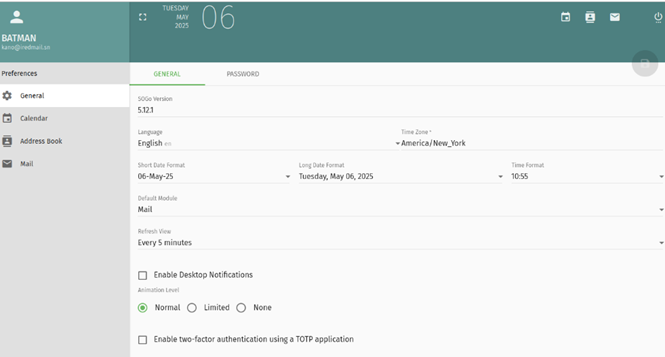 TUESDAY
MAY
2025
06
BATMAN
kano@iredmail.sn
Preferences
General
Calendar
Address Book
Mail
GENERAL PASSWORD
SOGo Version
5.12.1
Language Time Zone *
English en America/New_York
Short Date Format Long Date Format Time Format
06-May-25 Tuesday, May 06, 2025 10:55
Default Module
Mail
Refresh View
Every 5 minutes
Enable Desktop Notifications
Animation Level
Normal Limited None
Enable two-factor authentication using a TOTP application